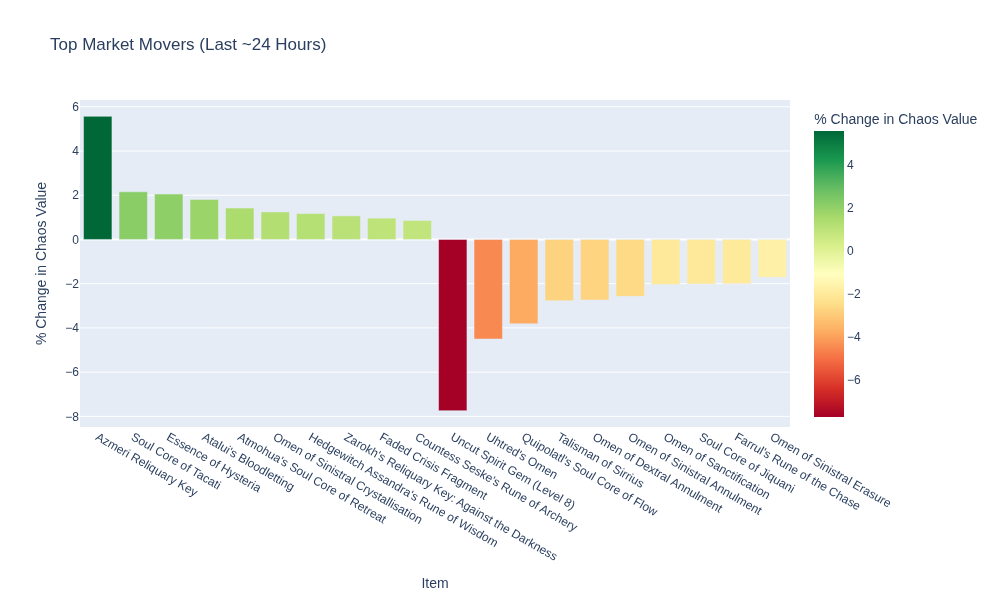 Top Market Movers (Last ~24 Hours)
% Change in Chaos Value
6
4
2
0
−2
−4
−6
−8
% Change in Chaos Value
4
2
0
−2
−4
−6
Azmeri Reliquary Key
Soul Core of Tacati
Essence of Hysteria
Atalui's Bloodletting
Atmohua's Soul Core of Retreat
Omen of Sinistral Crystallisation
Hedgewitch Assandra's Rune of Wisdom
Zarokh's Reliquary Key: Against the Darkness
Faded Crisis Fragment
Countess Seske's Rune of Archery
Uncut Spirit Gem (Level 8)
Uhtred's Omen
Quipolatl's Soul Core of Flow
Talisman of Sirrius
Omen of Dextral Annulment
Omen of Sinistral Annulment
Omen of Sanctification
Soul Core of Jiquani
Farrul's Rune of the Chase
Omen of Sinistral Erasure
Item